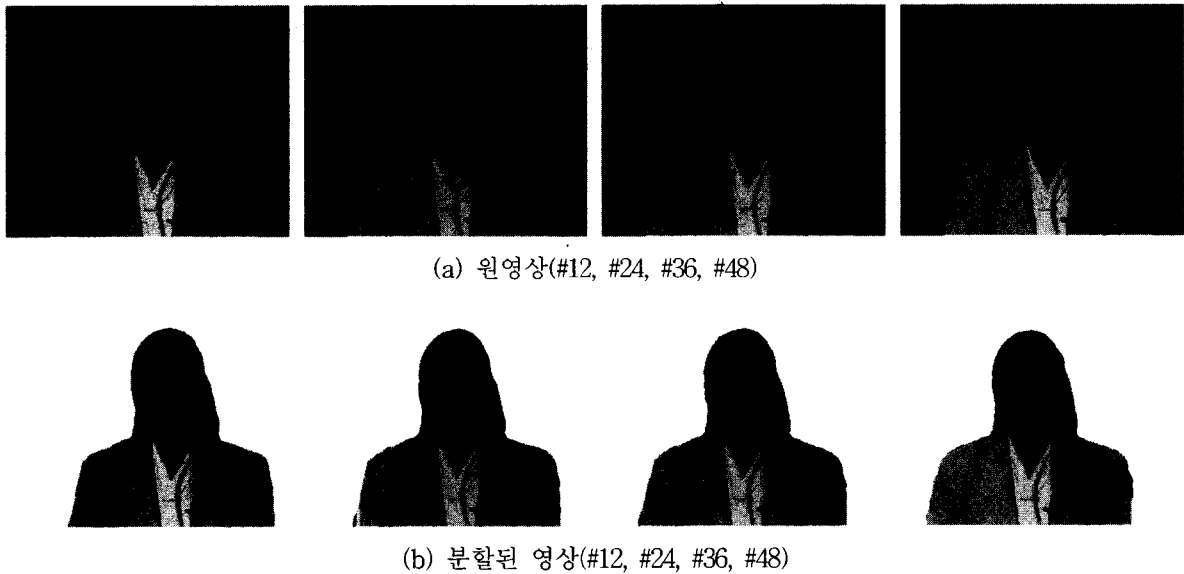 (a) 원영상(#12, #24, #36, #48)
(b) 분할된 영상(#12, #24, #36, #48)